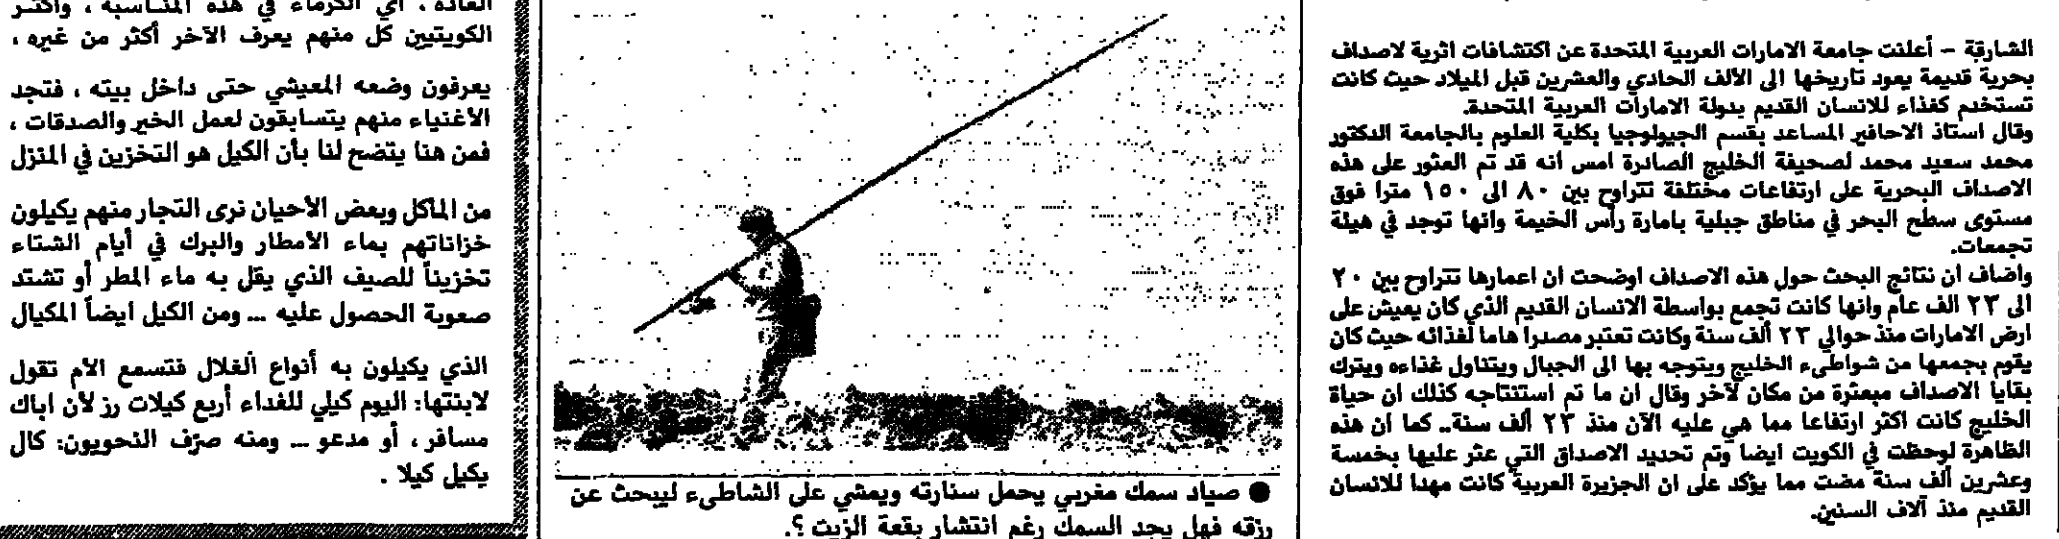 الشارقة – أعلنت جامعة الامارات العربية المتحدة عن اكتشافات اثرية لاصداف
بحرية قديمة يعود تاريخها الى الألف الحادي والعشرين قبل الميلاد حيث كانت
تستخدم كغذاء للانسان القديم بدولة الامارات العربية المتحدة.
وقال استاذ الاحافير المساعد بقسم الجيولوجيا بكلية العلوم بالجامعة الدكتور
محمد سعيد محمد لصحيفة الخليج الصادرة امس انه قد تم العثور على هذه
الاصداف البحرية على ارتفاعات مختلفة تتراوح بين ٨٠ الى ١٥٠ مترا فوق
مستوى سطح البحر في مناطق جبلية بامارة رأس الخيمة وانها توجد في هيئة
تجمعات.
واضاف ان نتائج البحث حول هذه الاصداف اوضحت ان اعمارها تتراوح بين ٢٠
الى ٢٣ الف عام وانها كانت تجمع بواسطة الانسان القديم الذي كان يعيش على
ارض الامارات منذ حوالي ٢٣ ألف سنة وكانت تعتبر مصدرا هاما لغذائه حيث كان
يقوم بجمعها من شواطىء الخليج ويتوجه بها الى الجبال ويتناول غذاءه ويترك
بقايا الاصداف مبعثرة من مكان لآخر وقال ان ما تم استنتاجه كذلك ان حياة
الخليج كانت اكثر ارتفاعا مما هي عليه الآن منذ ٢٣ ألف سنة.. كما ان هذه
الظاهرة لوحظت في الكويت ايضا وتم تحديد الاصداق التي عثر عليها بخمسة
وعشرين ألف سنة مضت مما يؤكد على ان الجزيرة العربية كانت مهدا للانسان
القديم منذ آلاف السنين.
● صياد سمك مغربي يحمل سنارته ويمشي على الشاطىء ليبحث عن
رزقه فهل يجد السمك رغم انتشار بقعة الزيت ؟.
العادة ، أي الكرماء في هذه المناسبة ، وأكثر
الكويتيين كل منهم يعرف الآخر أكثر من غيره ،
يعرفون وضعه المعيشي حتى داخل بيته ، فتجد
الأغنياء منهم يتسابقون لعمل الخير والصدقات ،
فمن هنا يتضح لنا بأن الكيل هو التخزين في المنزل
من المآكل وبعض الأحيان نرى التجار منهم يكيلون
خزاناتهم بماء الأمطار والبرك في أيام الشتاء
تخزيناً للصيف الذي يقل به ماء المطر أو تشتد
صعوبة الحصول عليه ... ومن الكيل ايضاً المكيال
الذي يكيلون به أنواع الغلال فتسمع الأم تقول
لابنتها: اليوم كيلي للغداء أربع كيلات رز لأن اباك
مسافر ، أو مدعو ... ومنه صرّف النحويون: كال
يكيل كيلا .